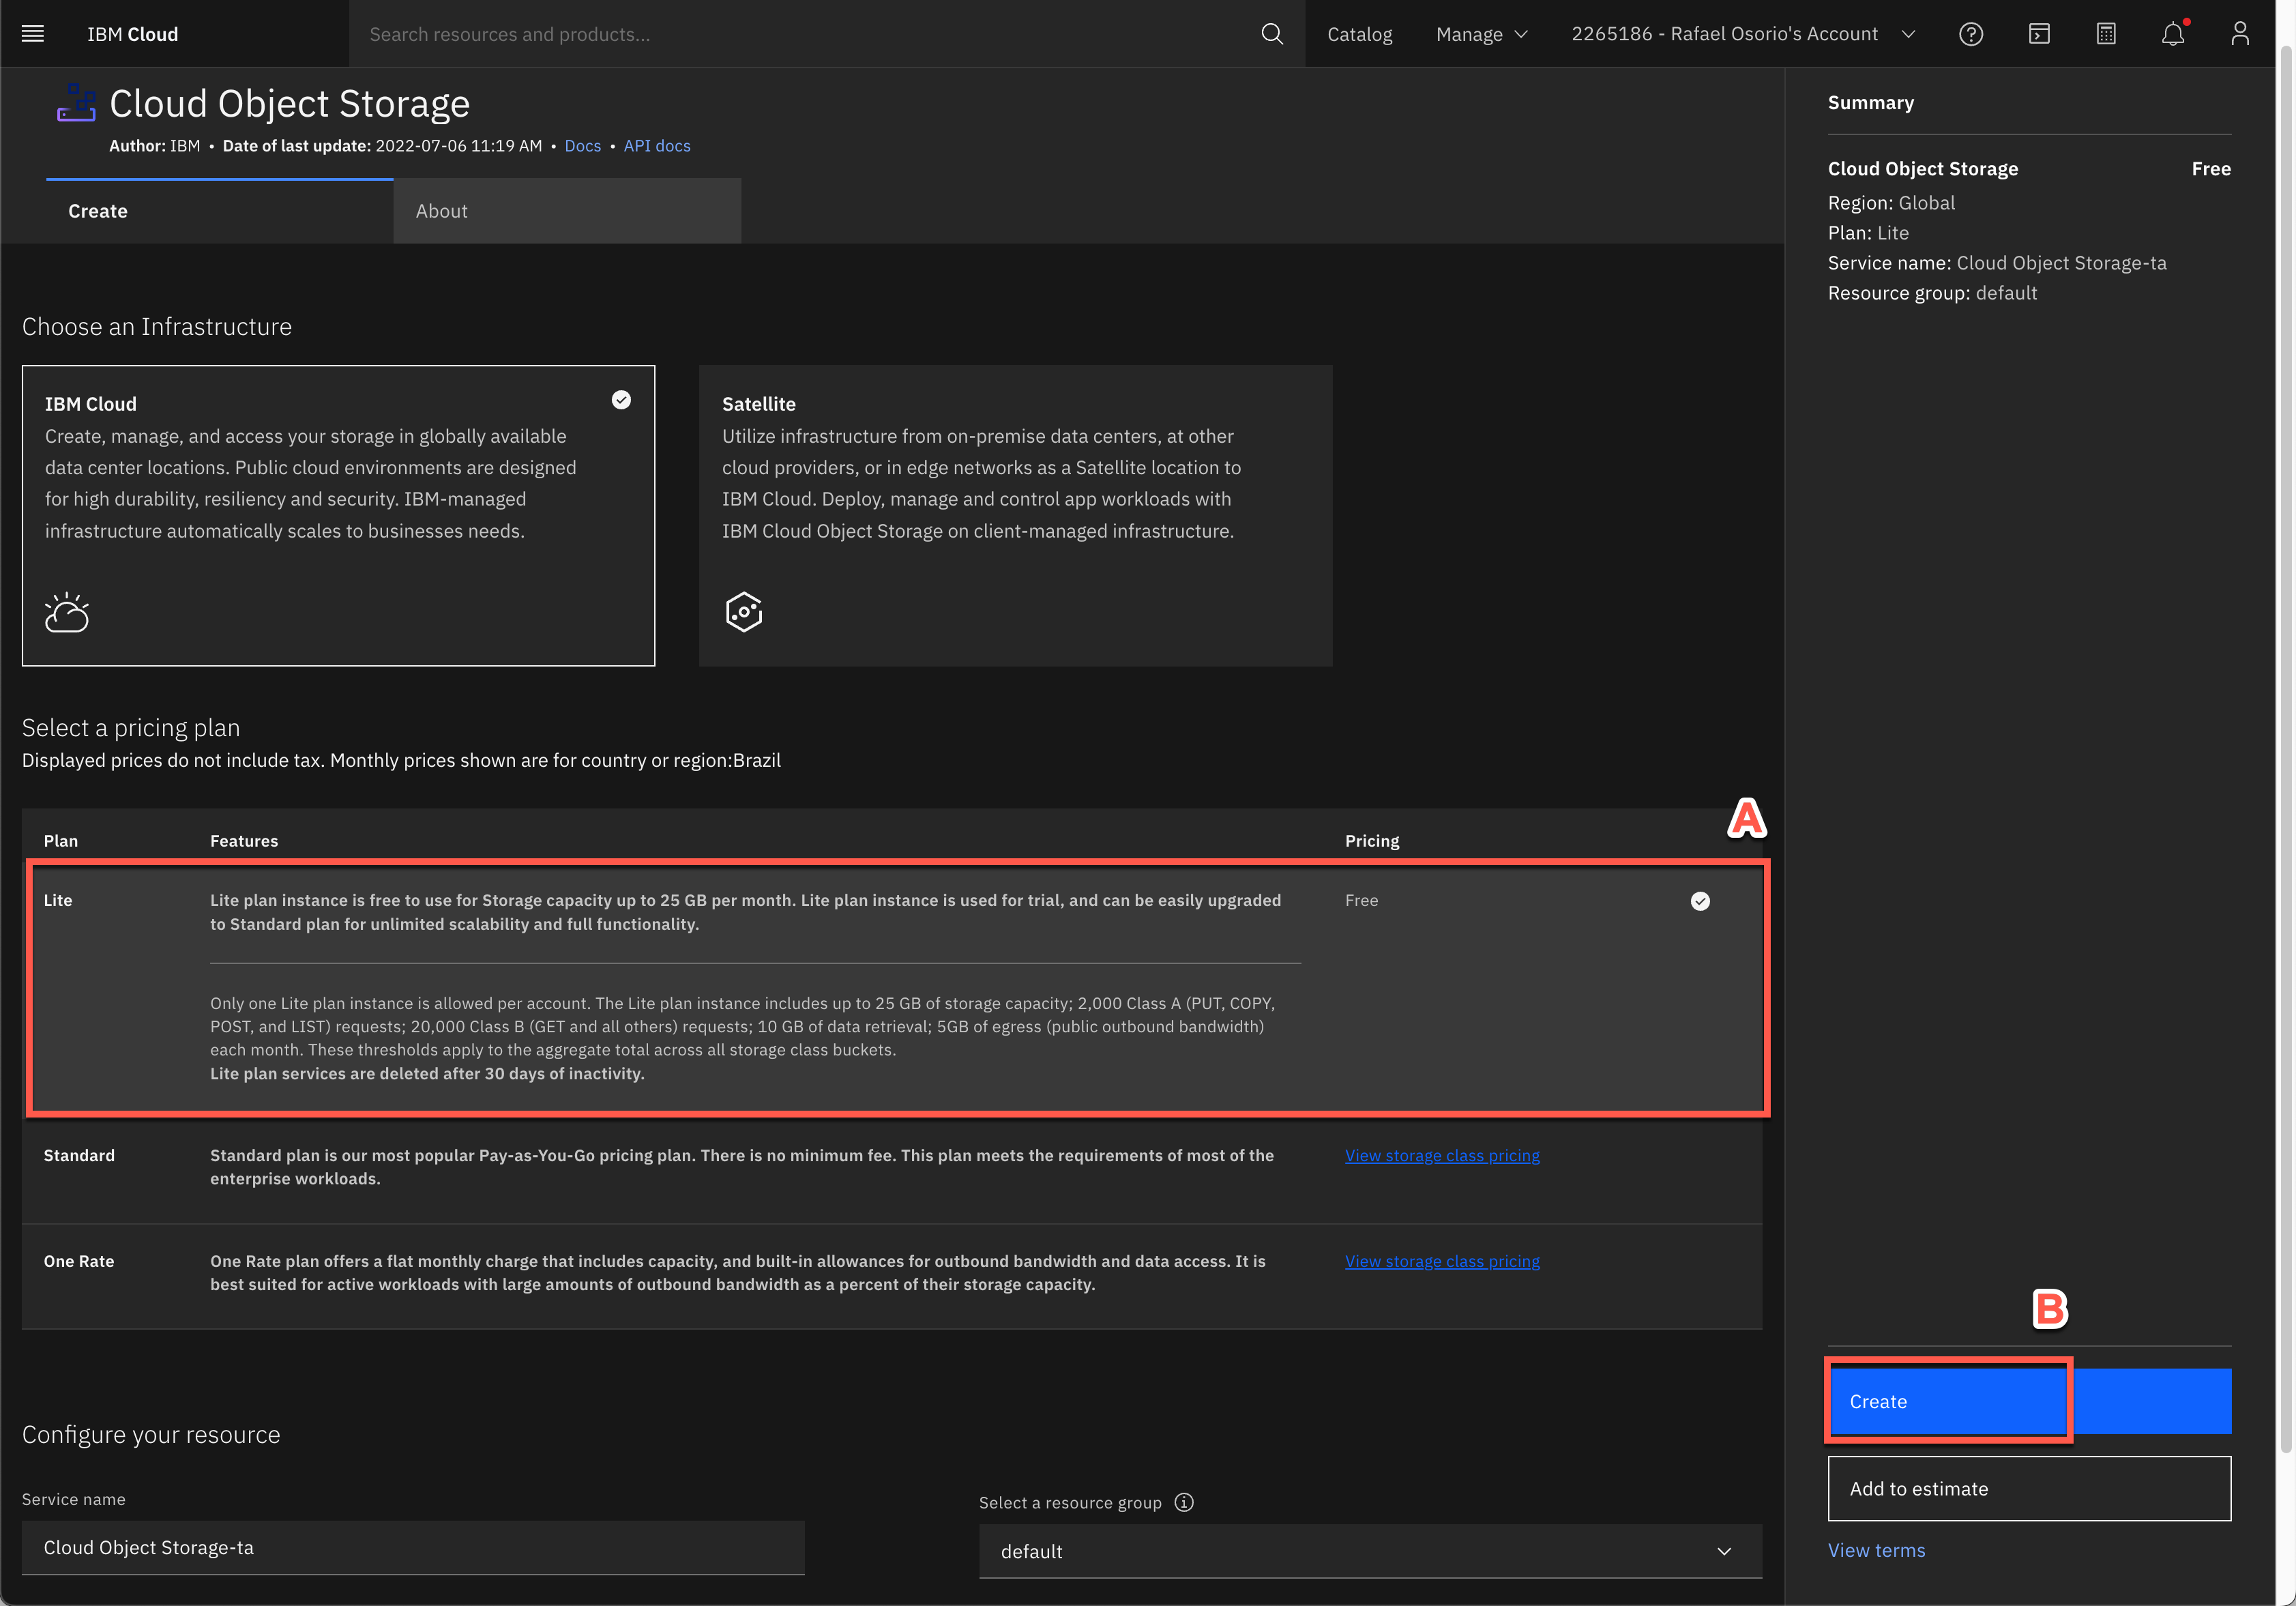 IBM Cloud
Search resources and products...
Catalog
Manage
2265186 - Rafael Osorio's Account
Cloud Object Storage
Author: IBM • Date of last update: 2022-07-06 11:19 AM • Docs • API docs
Create
About
Choose an Infrastructure
IBM Cloud
Create, manage, and access your storage in globally available
data center locations. Public cloud environments are designed
for high durability, resiliency and security. IBM-managed
infrastructure automatically scales to businesses needs.
Satellite
Utilize infrastructure from on-premise data centers, at other
cloud providers, or in edge networks as a Satellite location to
IBM Cloud. Deploy, manage and control app workloads with
IBM Cloud Object Storage on client-managed infrastructure.
Select a pricing plan
Displayed prices do not include tax. Monthly prices shown are for country or region:Brazil
A
Plan
Features
Pricing
Lite
Lite plan instance is free to use for Storage capacity up to 25 GB per month. Lite plan instance is used for trial, and can be easily upgraded
to Standard plan for unlimited scalability and full functionality.
Free
Only one Lite plan instance is allowed per account. The Lite plan instance includes up to 25 GB of storage capacity; 2,000 Class A (PUT, COPY,
POST, and LIST) requests; 20,000 Class B (GET and all others) requests; 10 GB of data retrieval; 5GB of egress (public outbound bandwidth)
each month. These thresholds apply to the aggregate total across all storage class buckets.
Lite plan services are deleted after 30 days of inactivity.
Standard
Standard plan is our most popular Pay-as-You-Go pricing plan. There is no minimum fee. This plan meets the requirements of most of the
enterprise workloads.
View storage class pricing
One Rate
One Rate plan offers a flat monthly charge that includes capacity, and built-in allowances for outbound bandwidth and data access. It is
best suited for active workloads with large amounts of outbound bandwidth as a percent of their storage capacity.
View storage class pricing
Configure your resource
Service name
Cloud Object Storage-ta
Select a resource group
default
Summary
Cloud Object Storage
Free
Region: Global
Plan: Lite
Service name: Cloud Object Storage-ta
Resource group: default
B
Create
Add to estimate
View terms